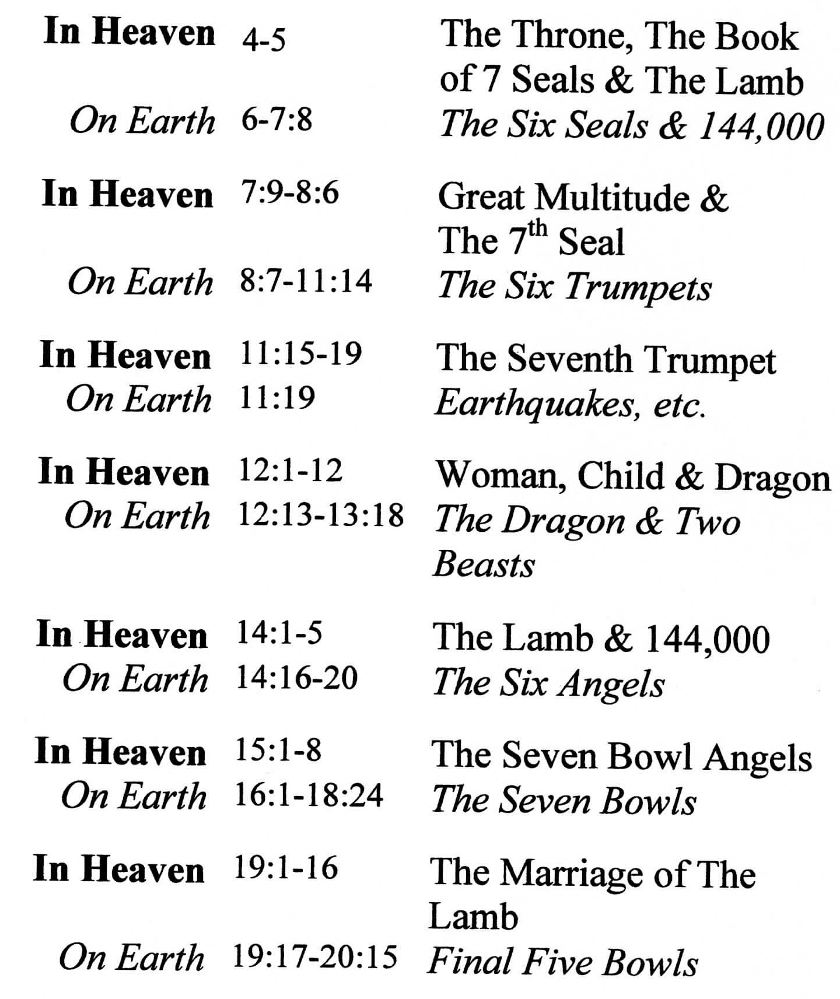 In Heaven 4-5 The Throne, The Book
of 7 Seals & The Lamb
On Earth 6-7:8 The Six Seals & 144,000
In Heaven 7:9-8:6 Great Multitude &
The 7th Seal
On Earth 8:7-11:14 The Six Trumpets
In Heaven 11:15-19 The Seventh Trumpet
On Earth 11:19 Earthquakes, etc.
In Heaven 12:1-12 Woman, Child & Dragon
On Earth 12:13-13:18 The Dragon & Two
Beasts
In Heaven 14:1-5 The Lamb & 144,000
On Earth 14:16-20 The Six Angels
In Heaven 15:1-8 The Seven Bowl Angels
On Earth 16:1-18:24 The Seven Bowls
In Heaven 19:1-16 The Marriage of The
Lamb
On Earth 19:17-20:15 Final Five Bowls